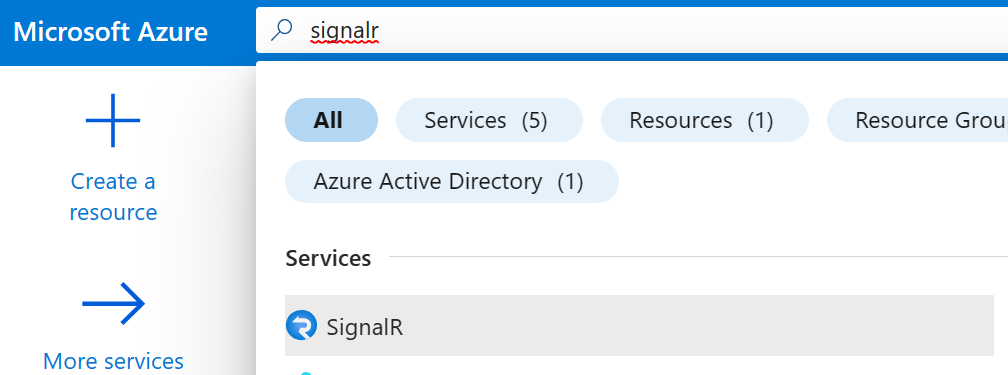 Microsoft Azure
signalr
All
Services (5)
Resources (1)
Resource Grou
Azure Active Directory (1)
Create a
resource
Services
SignalR
More services